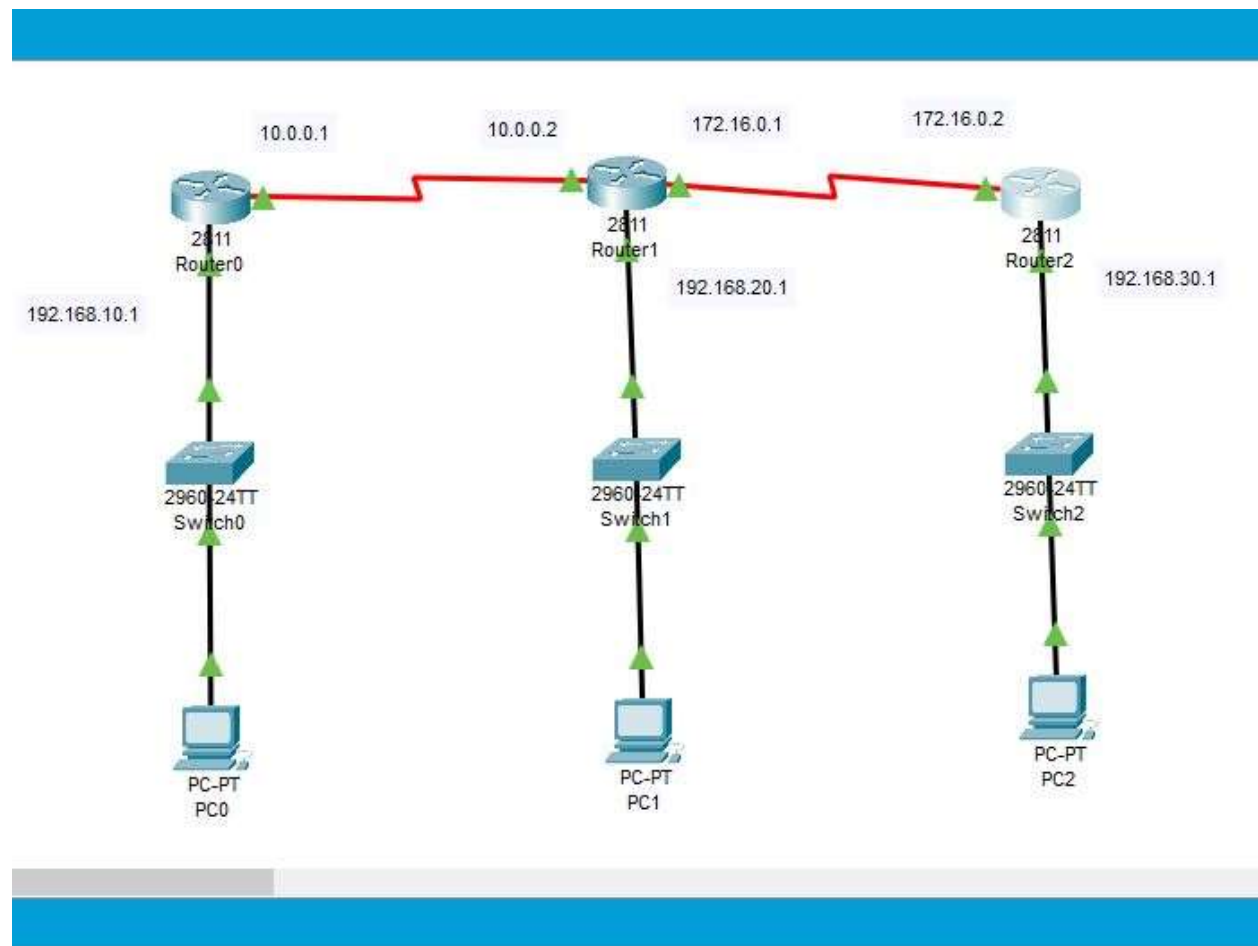 10.0.0.1
10.0.0.2
172.16.0.1
172.16.0.2
2811
Router0
2811
Router1
2811
Router2
192.168.10.1
192.168.20.1
192.168.30.1
2960-24TT
Switch0
2960-24TT
Switch1
2960-24TT
Switch2
PC-PT
PC0
PC-PT
PC1
PC-PT
PC2